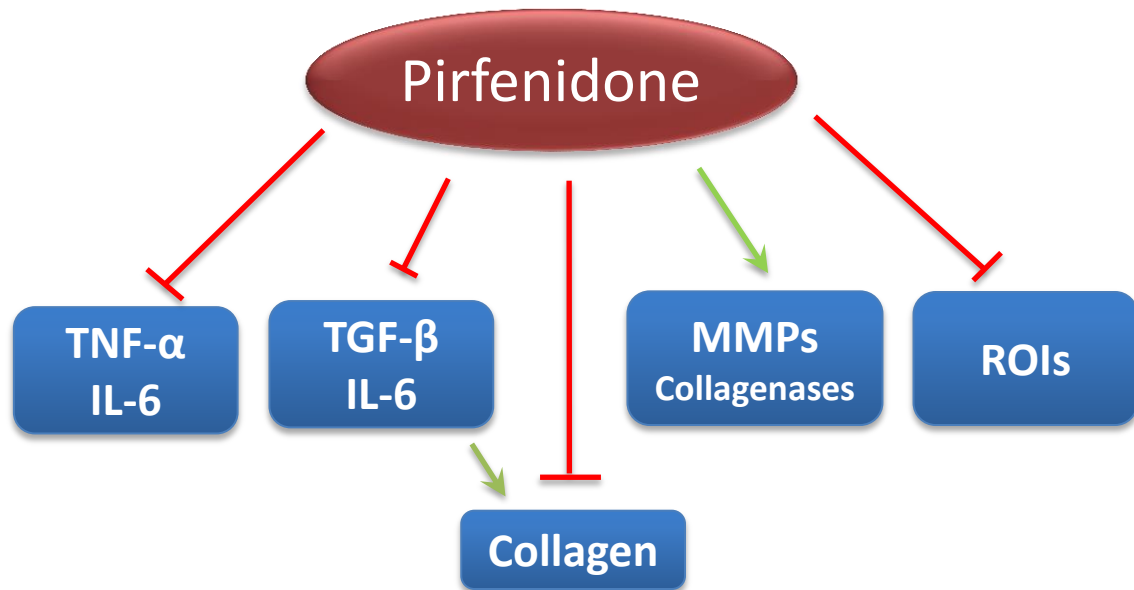 Pirfenidone
TNF-α
IL-6
TGF-β
IL-6
MMPs
Collagenases
ROIs
Collagen